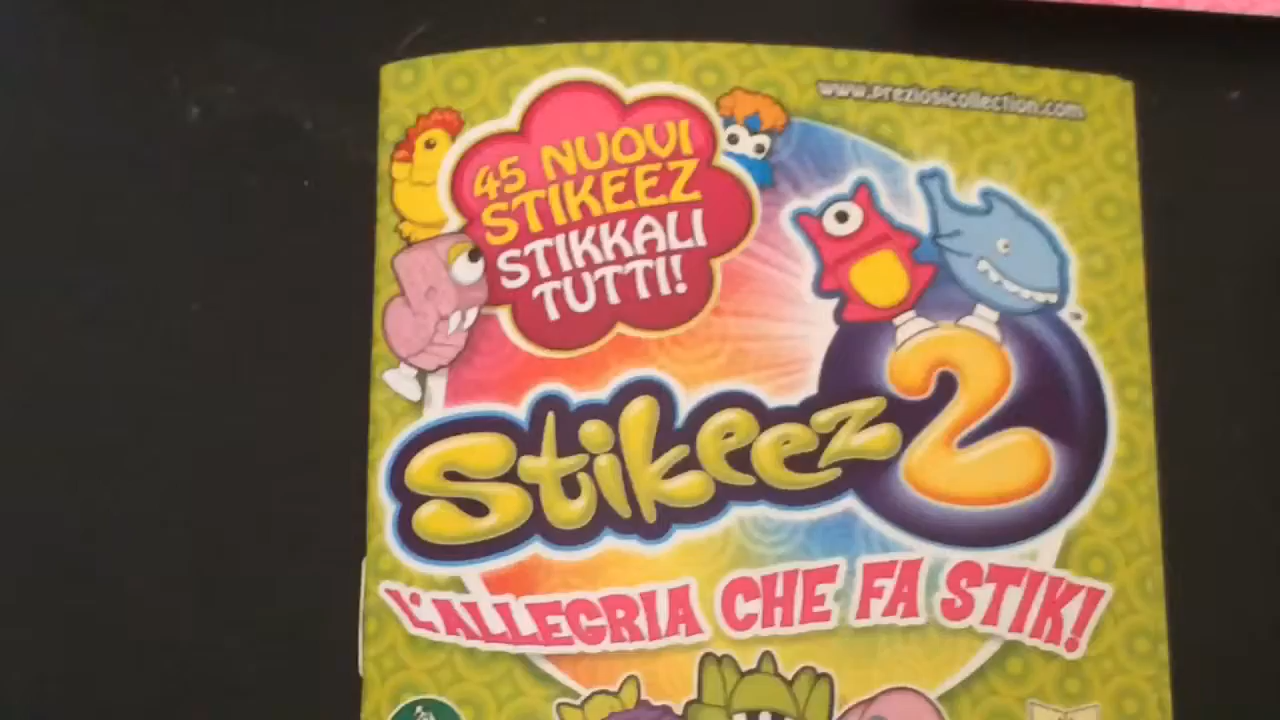 www.preziosicollection.com
45 NUOVI
STIKEEZ
STIKKALI
TUTTI!
Stikeez 2
L'ALLEGRIA CHE FA STIK!